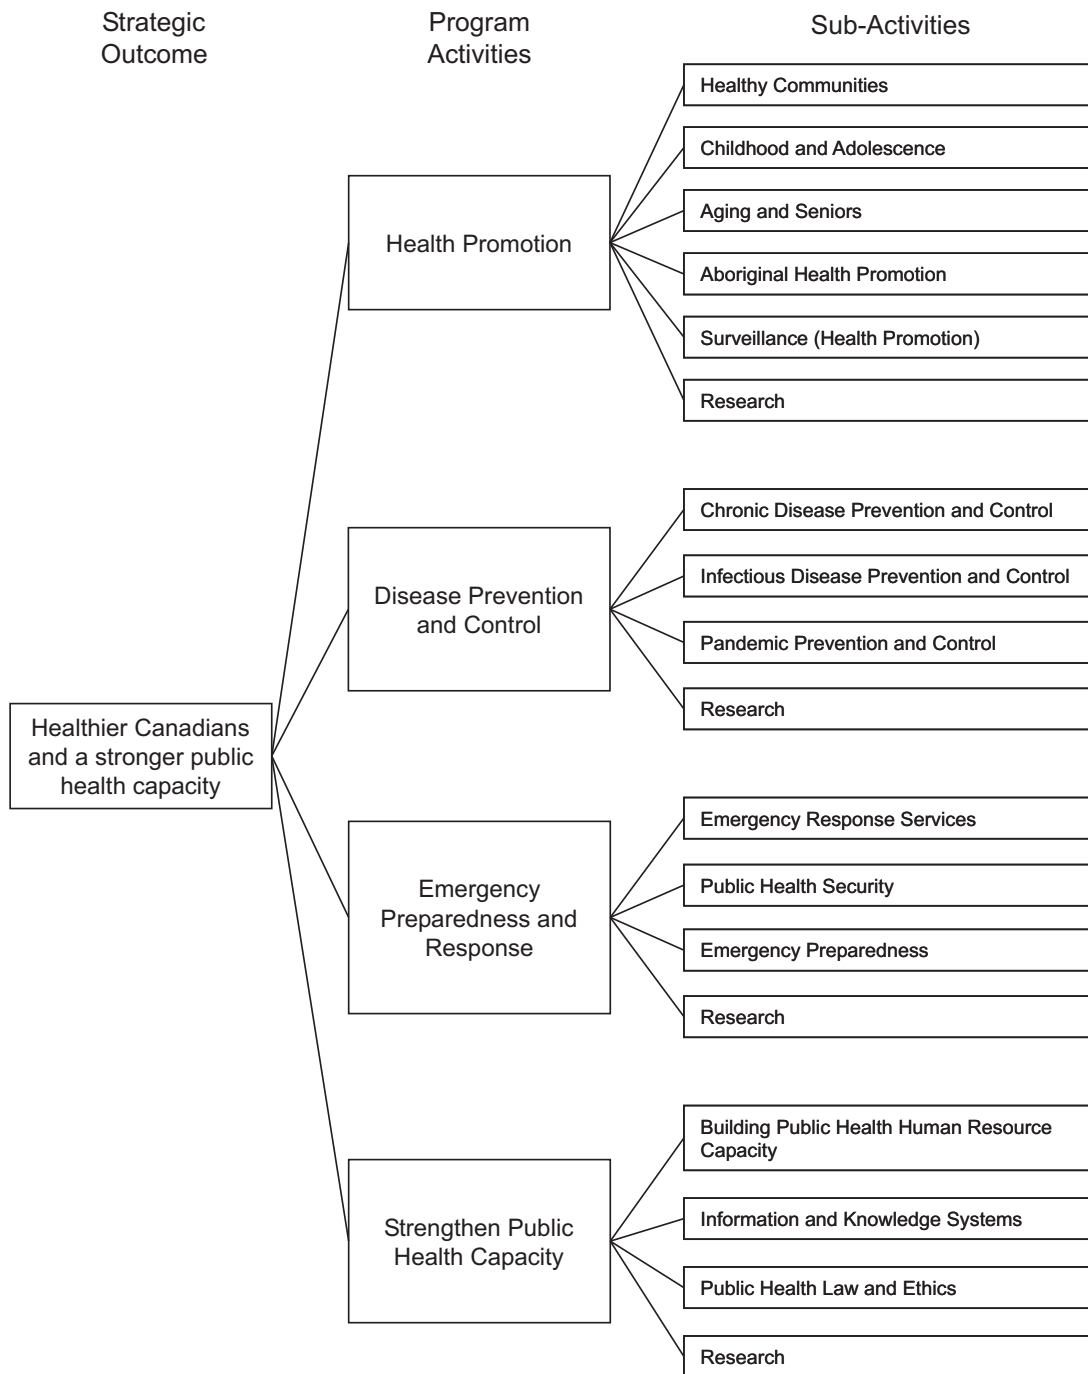 Strategic
Outcome
Program
Activities
Sub-Activities
Healthy Communities
Childhood and Adolescence
Health Promotion
Aging and Seniors
Aboriginal Health Promotion
Surveillance (Health Promotion)
Research
Chronic Disease Prevention and Control
Disease Prevention
and Control
Infectious Disease Prevention and Control
Pandemic Prevention and Control
Research
Healthier Canadians
and a stronger public
health capacity
Emergency
Preparedness and
Response
Emergency Response Services
Public Health Security
Emergency Preparedness
Research
Strengthen Public
Health Capacity
Building Public Health Human Resource
Capacity
Information and Knowledge Systems
Public Health Law and Ethics
Research